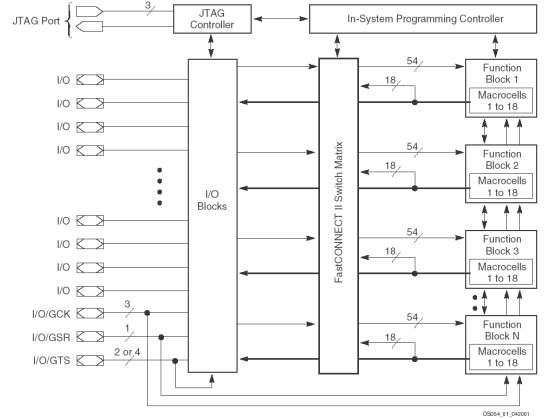 JTAG Port
3
JTAG
Controller
In-System Programming Controller
I/O
I/O
I/O
I/O
I/O
I/O
I/O
I/O
I/O/GCK
3
I/O/GSR
1
I/O/GTS
2 or 4
I/O
Blocks
FastCONNECT II Switch Matrix
54
18
Function
Block 1
Macrocells
1 to 18
54
18
Function
Block 2
Macrocells
1 to 18
54
18
Function
Block 3
Macrocells
1 to 18
54
18
Function
Block N
Macrocells
1 to 18
DS054_01_042001